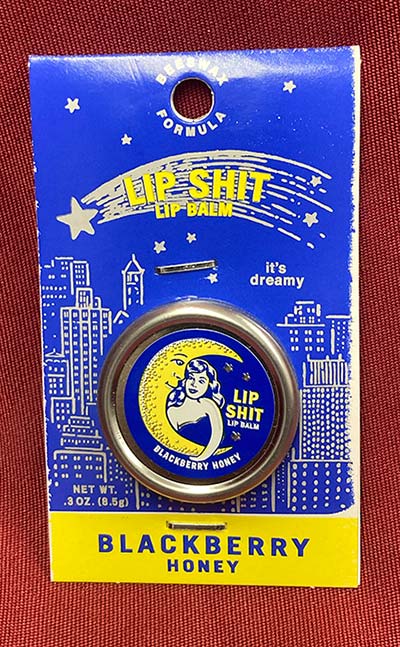 BEESWAX
FORMULA
LIP SHIT
LIP BALM
it's
dreamy
LIP
SHIT
LIP BALM
BLACKBERRY HONEY
NET WT.
.3 OZ. (8.5g)
BLACKBERRY
HONEY